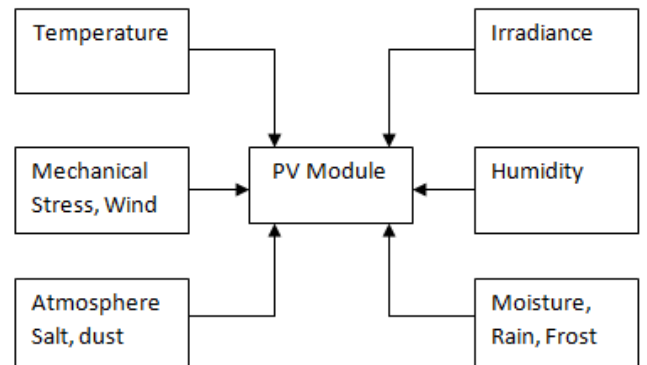 Temperature
Irradiance
Mechanical
Stress, Wind
PV Module
Humidity
Atmosphere
Salt, dust
Moisture,
Rain, Frost